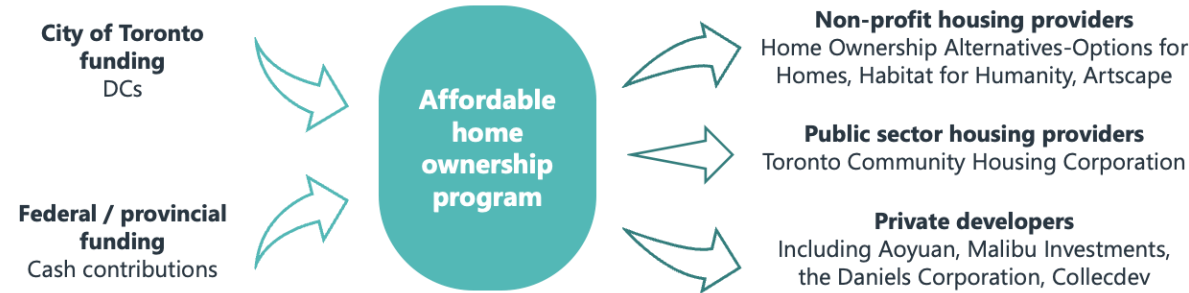 City of Toronto
funding
DCs
Federal / provincial
funding
Cash contributions
Affordable
home
ownership
program
Non-profit housing providers
Home Ownership Alternatives-Options for
Homes, Habitat for Humanity, Artscape
Public sector housing providers
Toronto Community Housing Corporation
Private developers
Including Aoyuan, Malibu Investments,
the Daniels Corporation, Collecdev